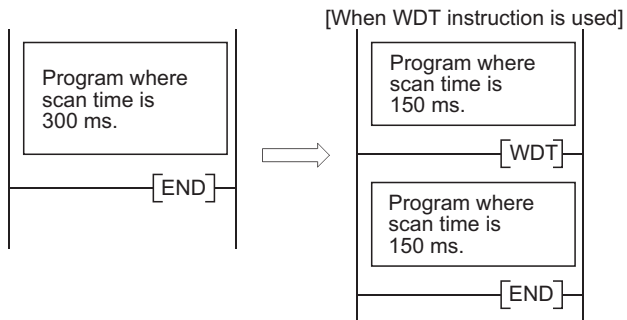 Program where
scan time is
300 ms.
[END]
[When WDT instruction is used]
Program where
scan time is
150 ms.
[WDT]
Program where
scan time is
150 ms.
[END]